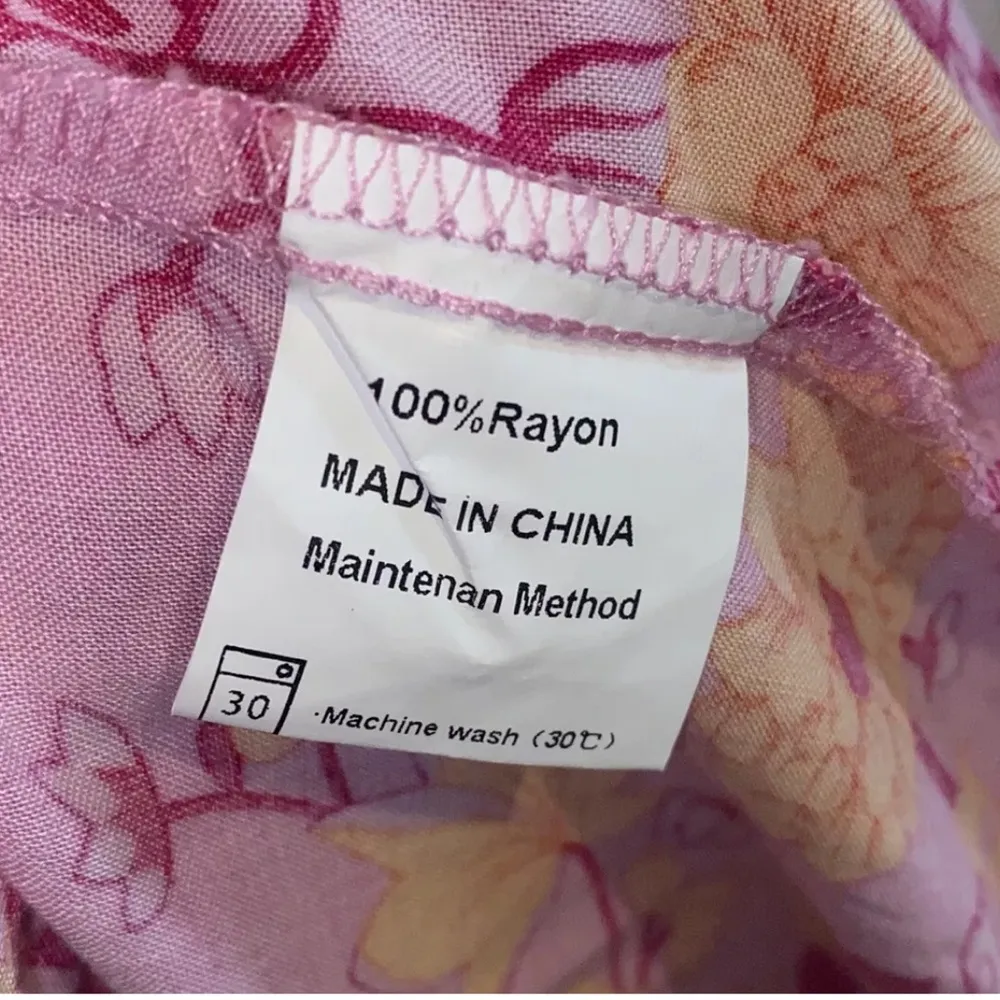 100%Rayon
MADE IN CHINA
Maintenan Method
30
·Machine wash (30℃)